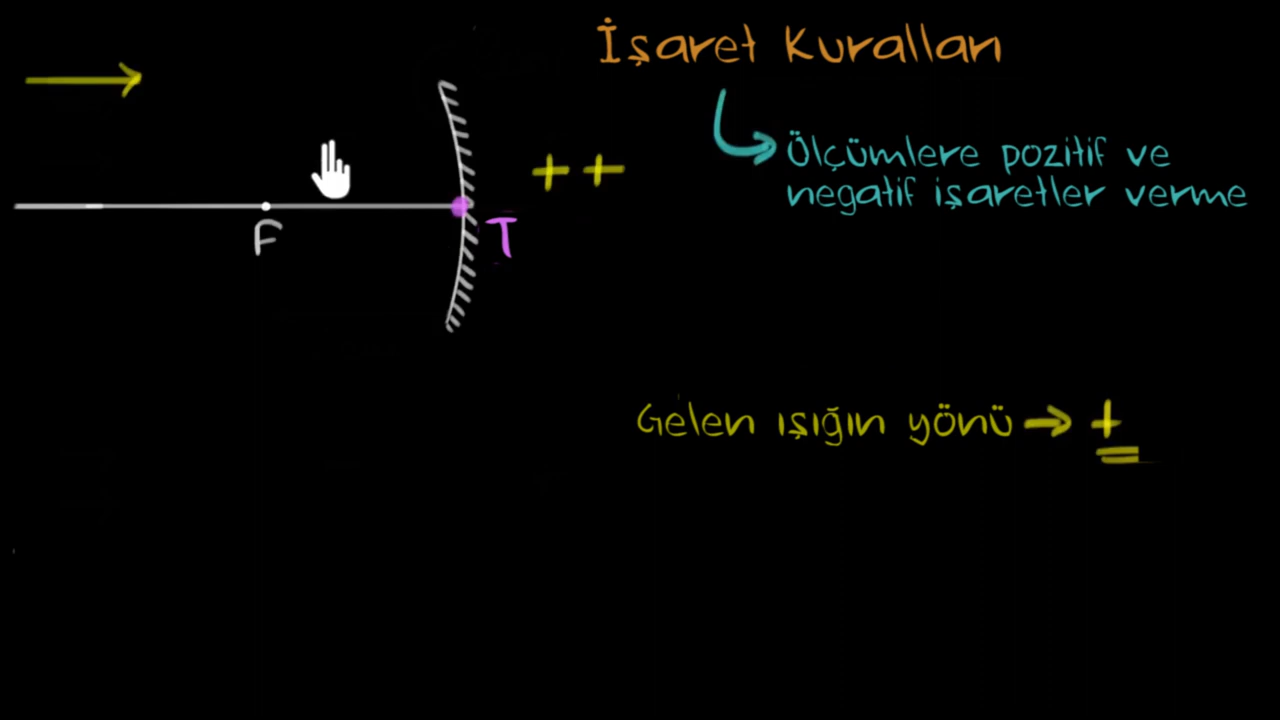 İşaret Kuralları
Ölçümlere pozitif ve
negatif işaretler verme
++
F
T
Gelen ışığın yönü → +